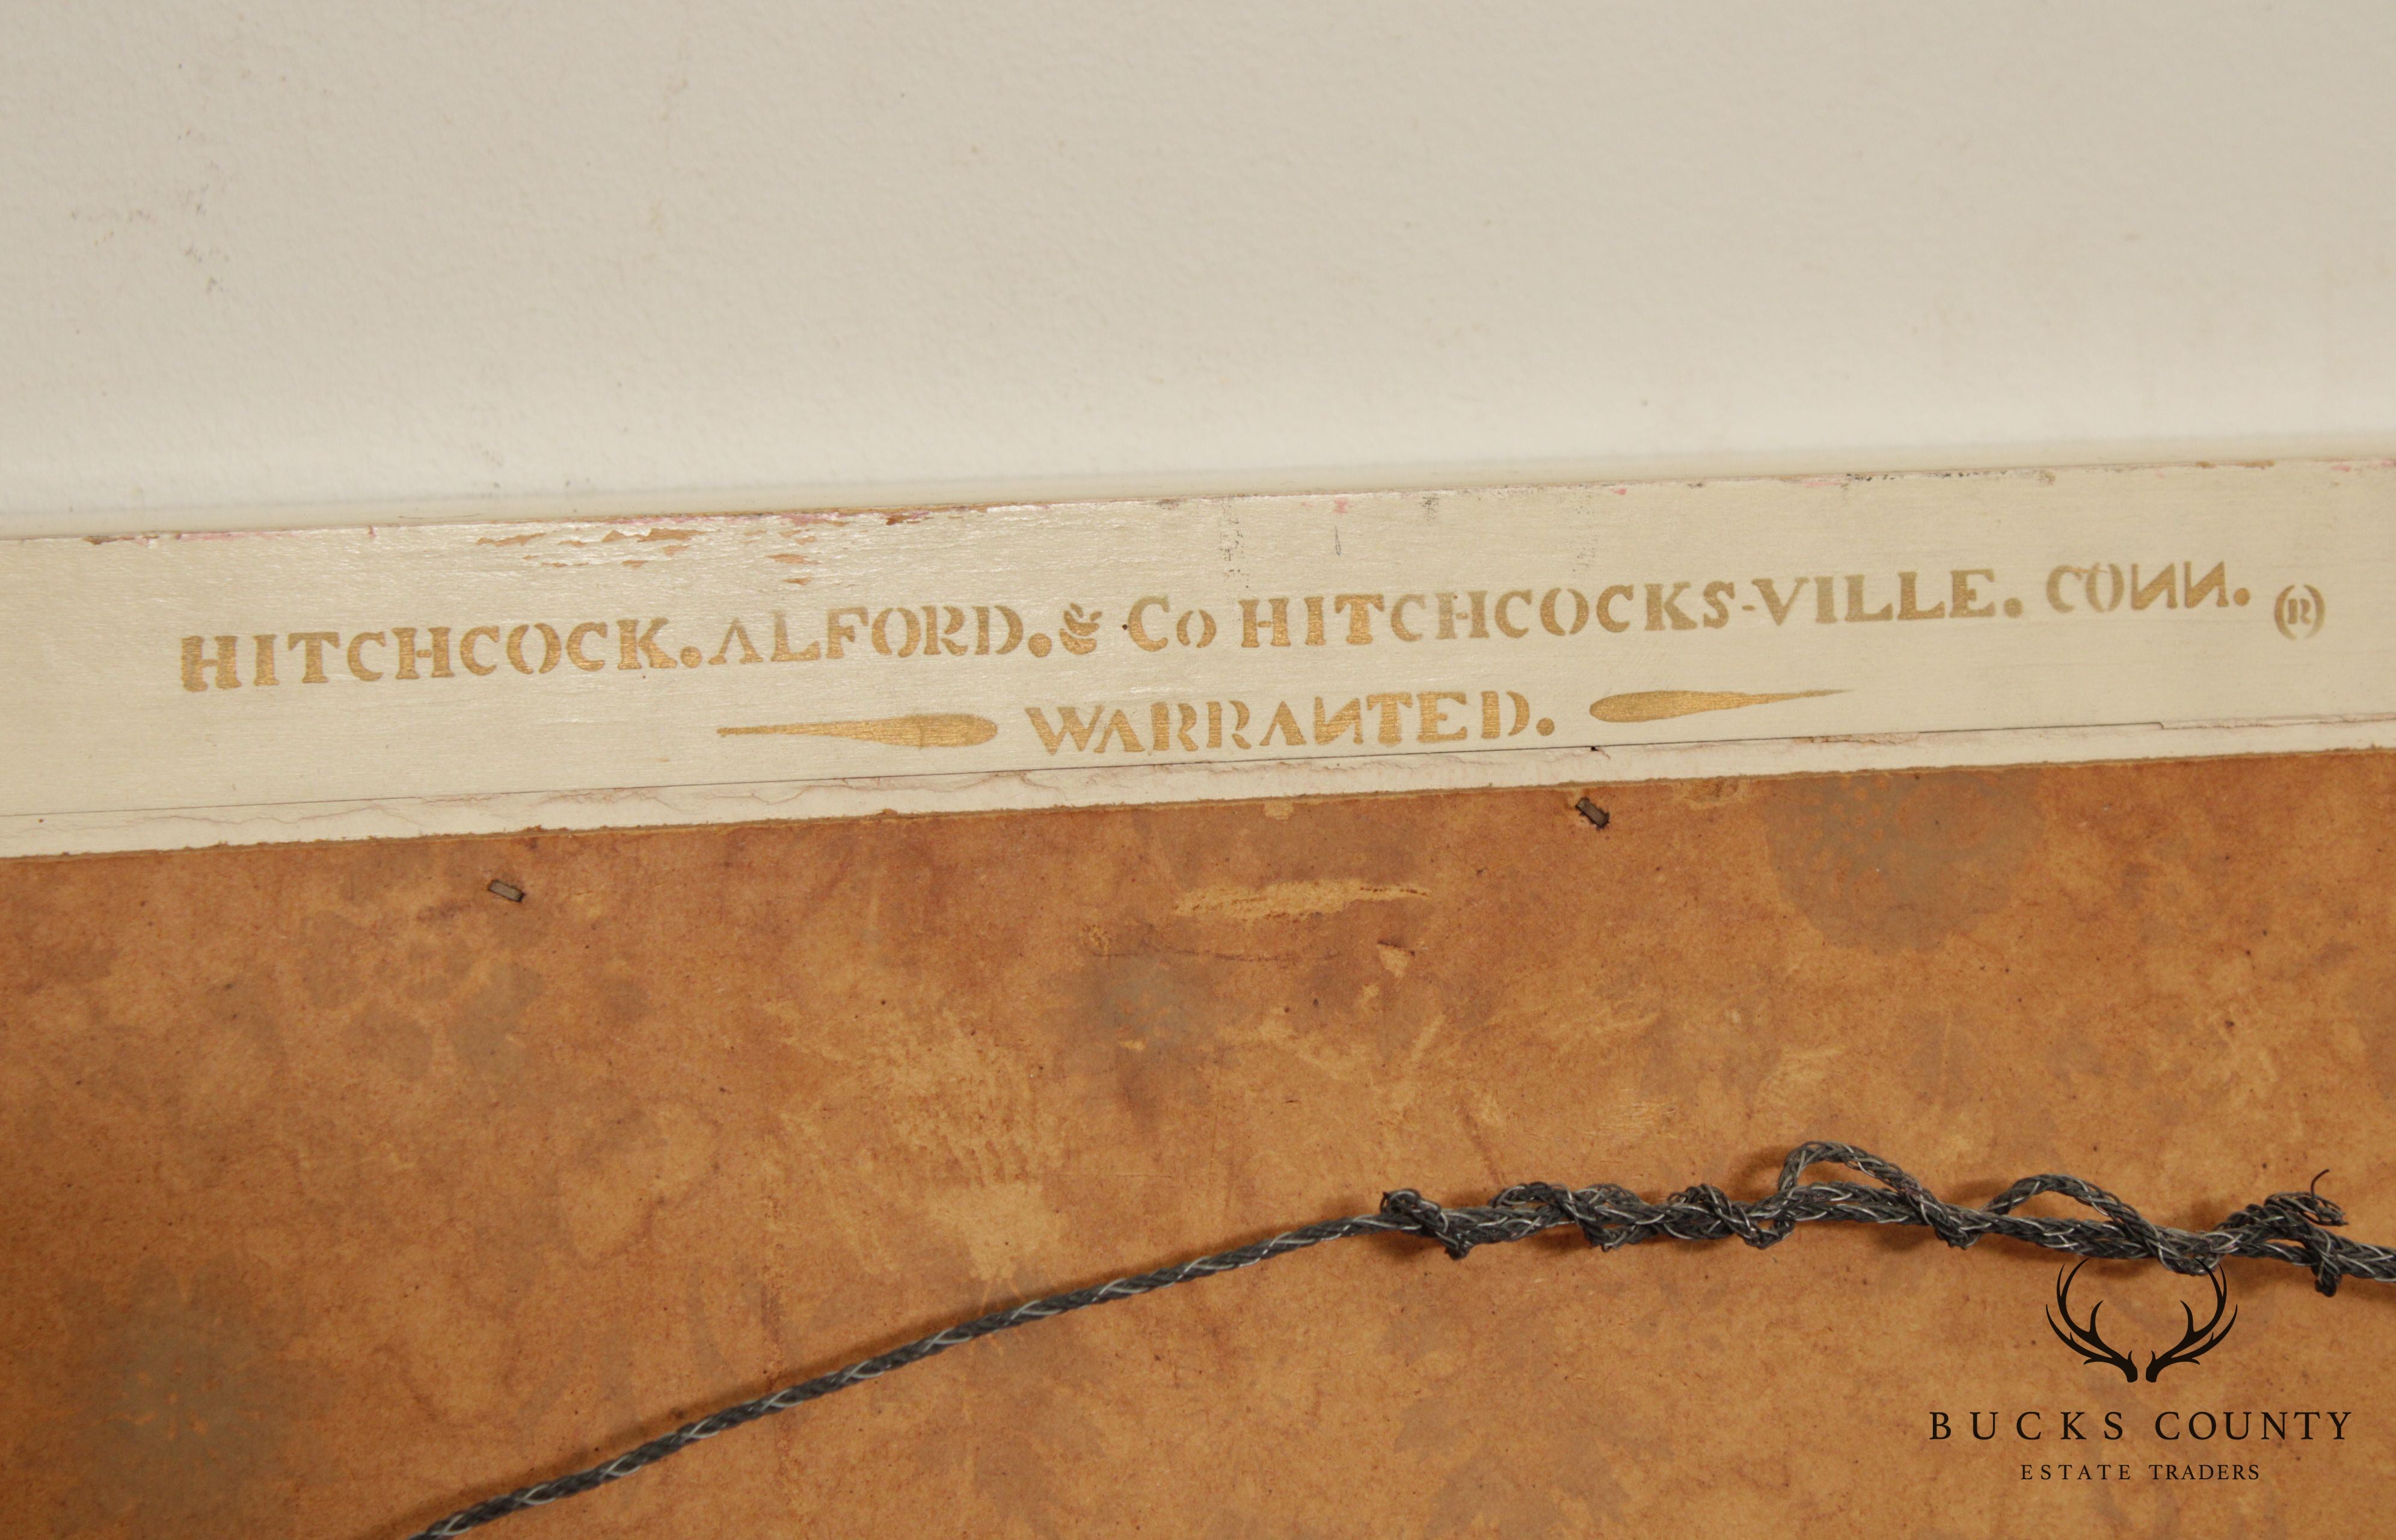 HITCHCOCK. ALFORD. & Co HITCHCOCKS-VILLE. CONN. (R)
WARRANTED.
BUCKS COUNTY
ESTATE TRADERS